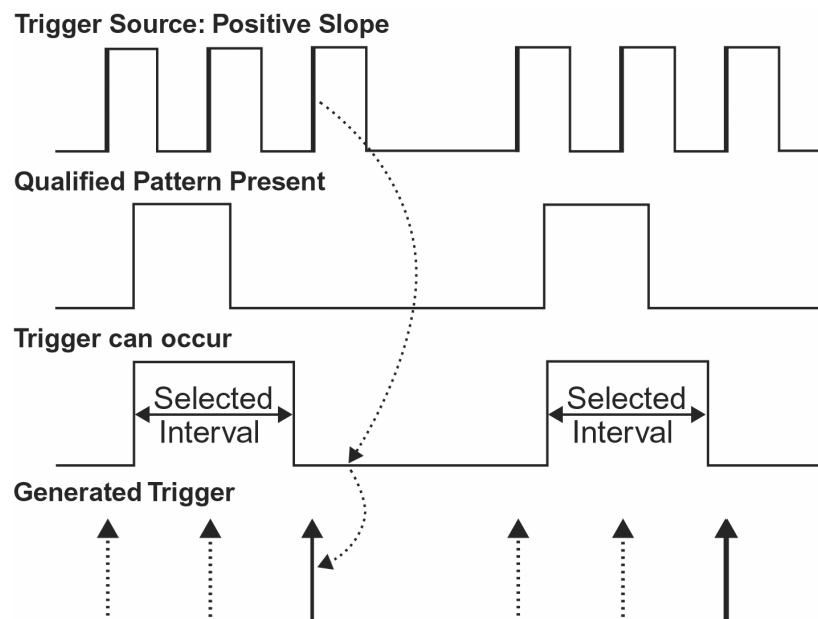 Trigger Source: Positive Slope
Qualified Pattern Present
Trigger can occur
Selected
Interval
Selected
Interval
Generated Trigger